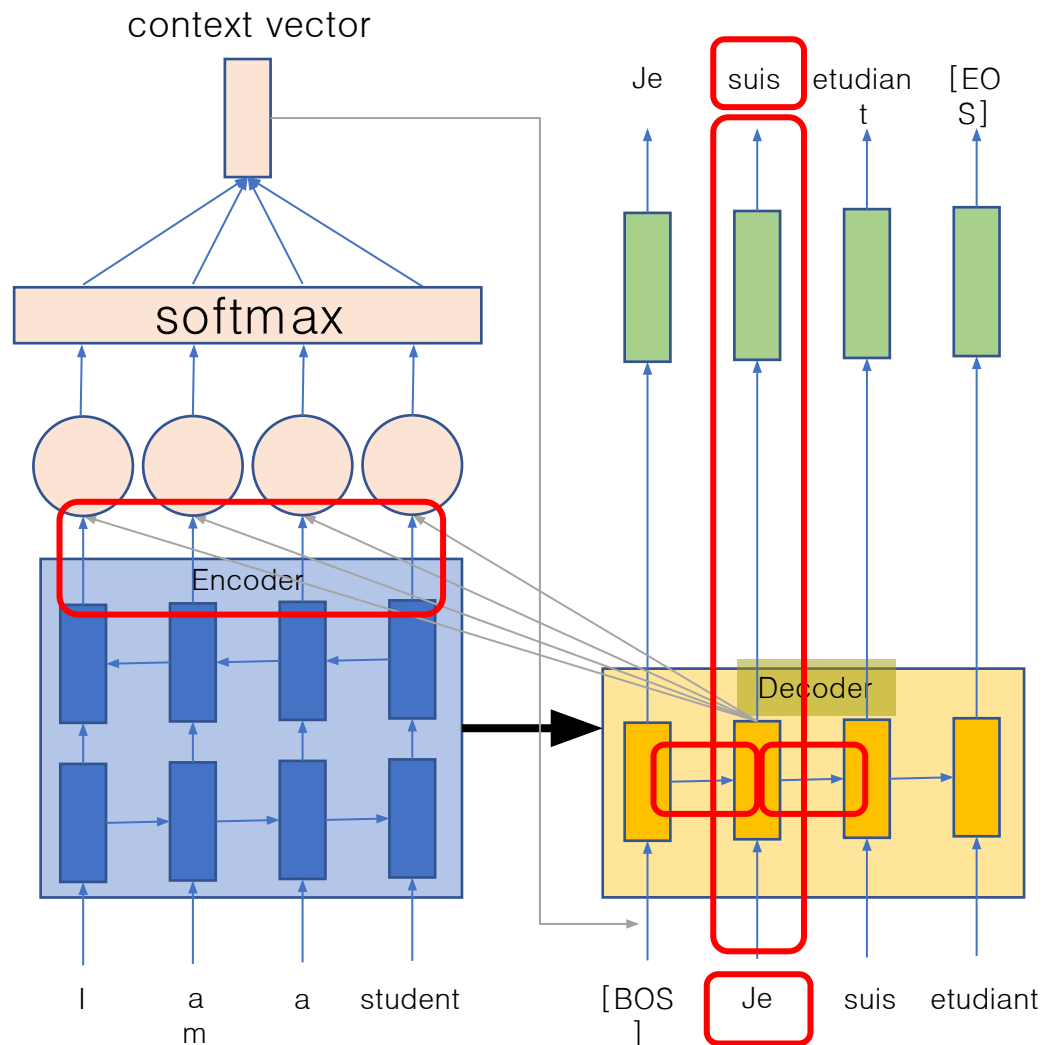 context vector
Je
suis
etudian
t
[EO
S]
softmax
Encoder
Decoder
I
a
m
a
student
[BOS
]
Je
suis
etudiant